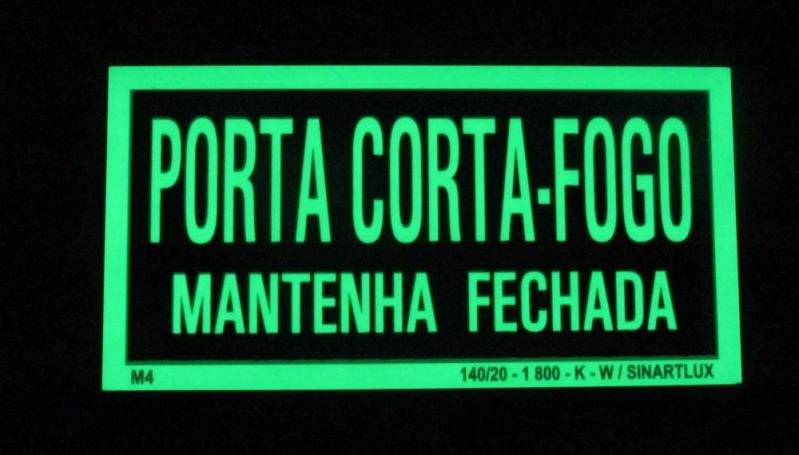 PORTA CORTA-FOGO
MANTENHA FECHADA
M4 140/20 - 1 800 - K - W / SINARTLUX